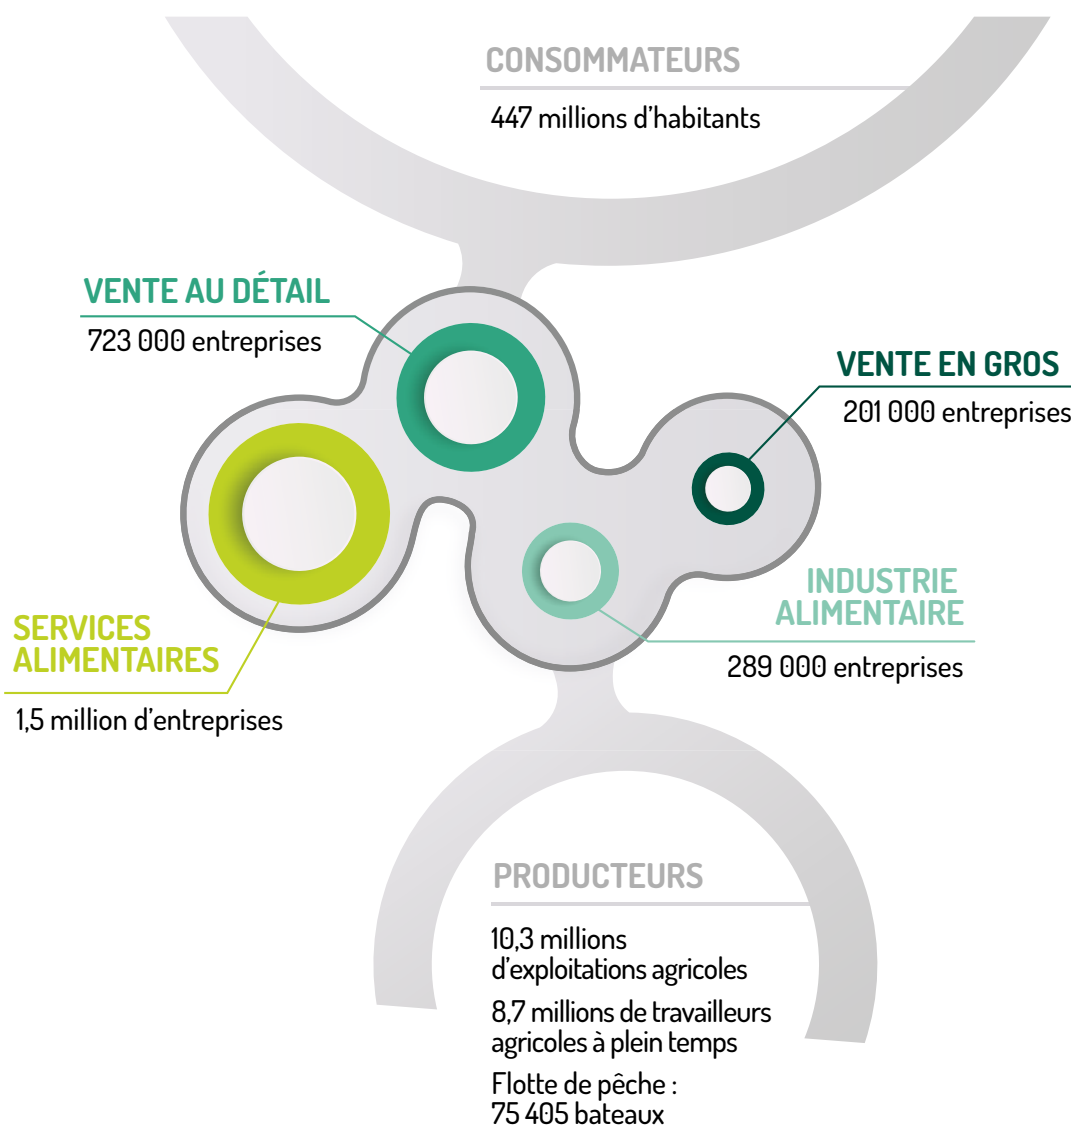 CONSOMMATEURS
447 millions d’habitants
VENTE AU DÉTAIL
723 000 entreprises
VENTE EN GROS
201 000 entreprises
INDUSTRIE
ALIMENTAIRE
289 000 entreprises
SERVICES
ALIMENTAIRES
1,5 million d’entreprises
PRODUCTEURS
10,3 millions
d’exploitations agricoles
8,7 millions de travailleurs
agricoles à plein temps
Flotte de pêche :
75 405 bateaux